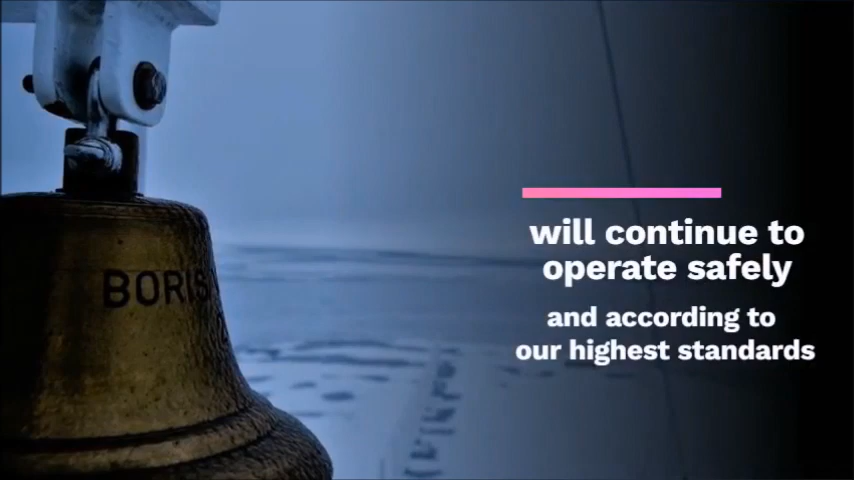 BORIS
will continue to
operate safely
and according to
our highest standards